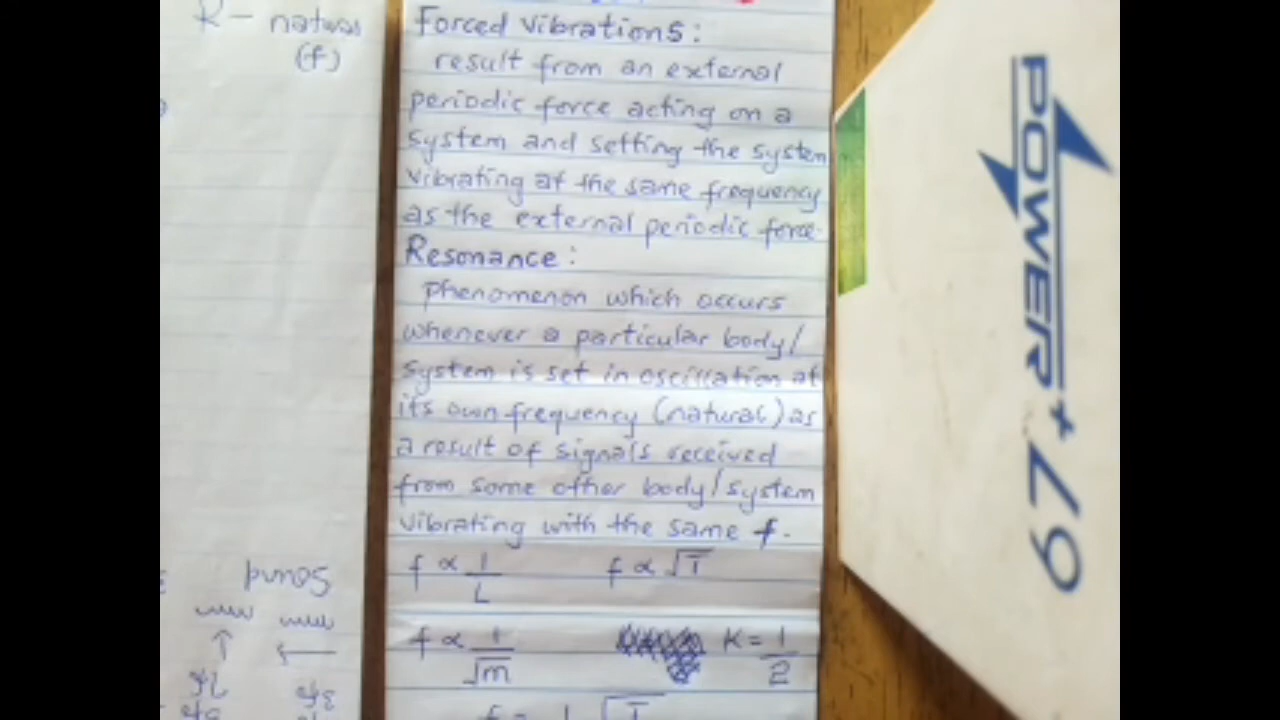 R - natural
(f)
Forced Vibrations:
result from an external
periodic force acting on a
system and setting the system
vibrating at the same frequency
as the external periodic force.
Resonance:
Phenomenon which occurs
whenever a particular body/
system is set in oscillation at
its own frequency (natural) as
a result of signals received
from some other body/system
vibrating with the same f.
f ∝ 1/L f ∝ √T
f ∝ 1/√m K = 1/2
Sound
POWER+ L9